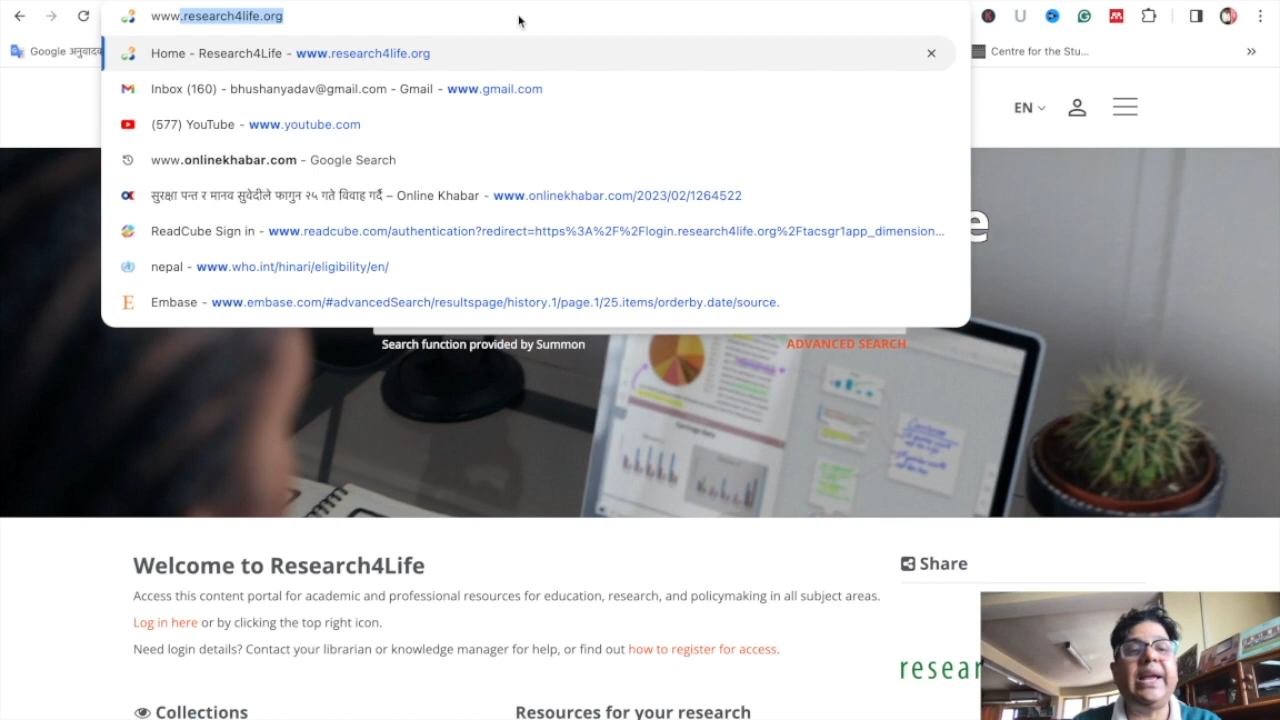 www.research4life.org
Google अनुवादक
Centre for the Stu...
Home - Research4Life - www.research4life.org
Inbox (160) - bhushanyadav@gmail.com - Gmail - www.gmail.com
(577) YouTube - www.youtube.com
www.onlinekhabar.com - Google Search
सुरक्षा पन्त र मानव सुवेदीले फागुन २५ गते विवाह गर्दै – Online Khabar - www.onlinekhabar.com/2023/02/1264522
ReadCube Sign in - www.readcube.com/authentication?redirect=https%3A%2F%2Flogin.research4life.org%2Ftacsgr1app_dimension...
nepal - www.who.int/hinari/eligibility/en/
Embase - www.embase.com/#advancedSearch/resultspage/history.1/page.1/25.items/orderby.date/source.
EN
e
Search function provided by Summon
ADVANCED SEARCH
Welcome to Research4Life
Access this content portal for academic and professional resources for education, research, and policymaking in all subject areas.
Log in here or by clicking the top right icon.
Need login details? Contact your librarian or knowledge manager for help, or find out how to register for access.
Share
resear
Collections
Resources for your research